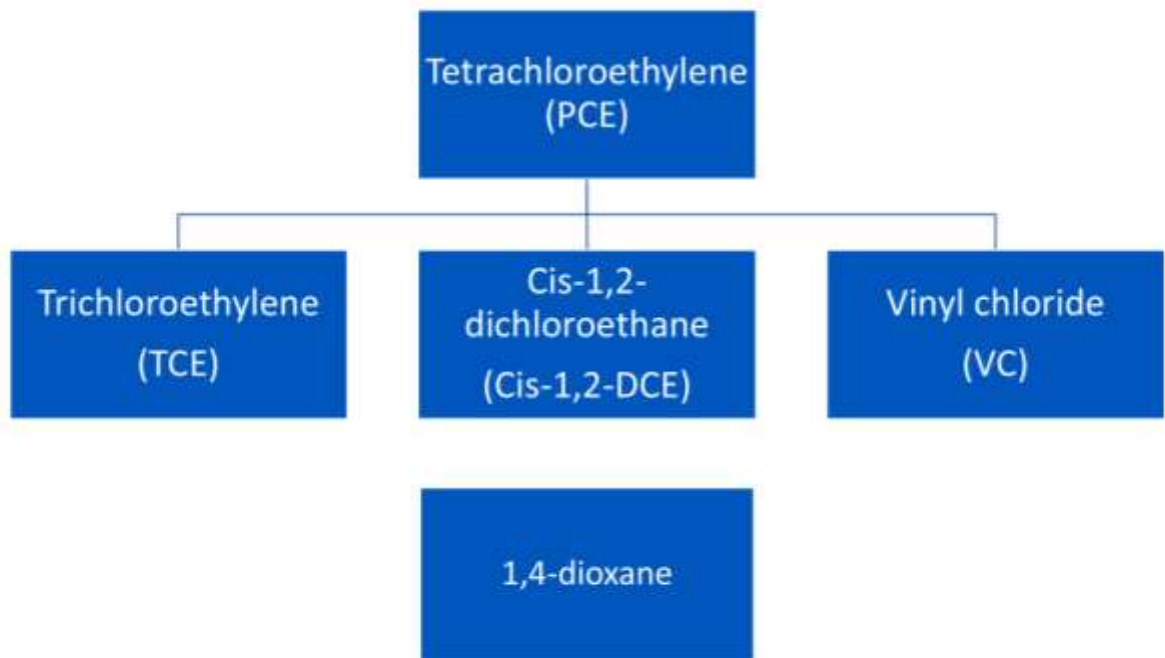 Tetrachloroethylene
(PCE)
Trichloroethylene
(TCE)
Cis-1,2-
dichloroethane
(Cis-1,2-DCE)
Vinyl chloride
(VC)
1,4-dioxane